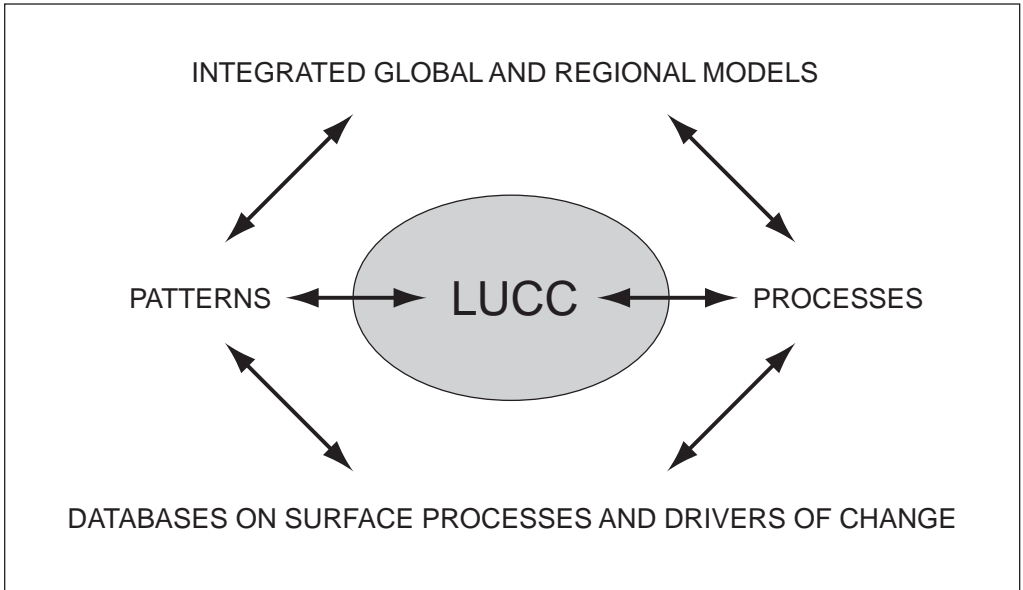 INTEGRATED GLOBAL AND REGIONAL MODELS
PATTERNS
LUCC
PROCESSES
DATABASES ON SURFACE PROCESSES AND DRIVERS OF CHANGE